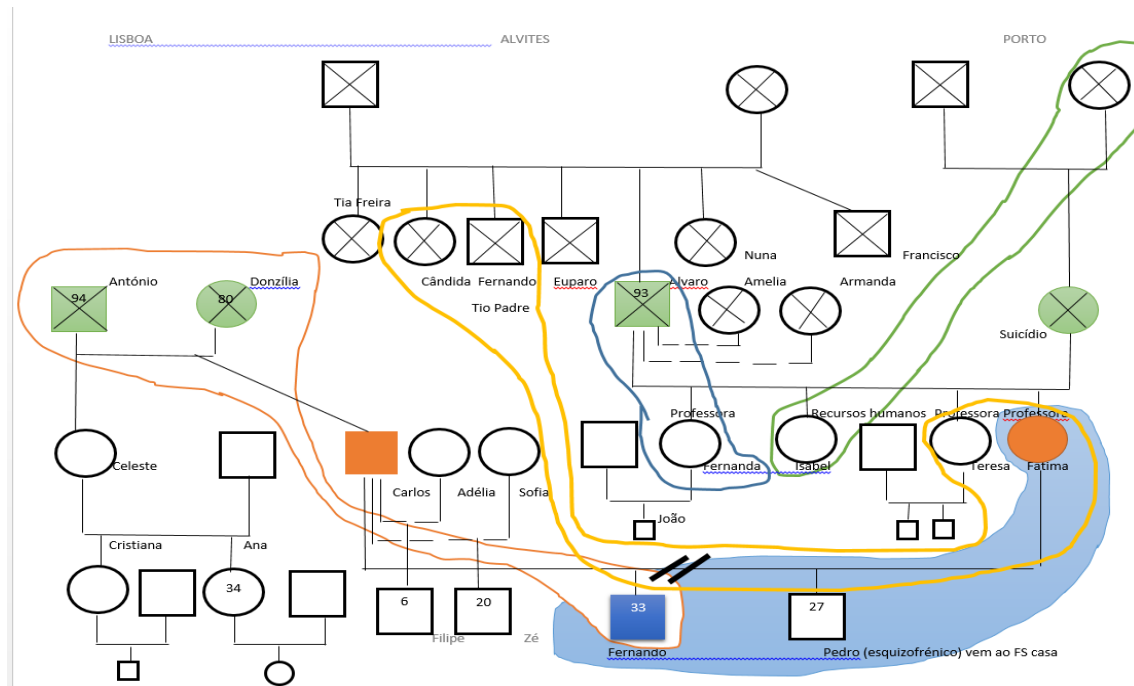 LISBOA ALVITES PORTO
Tia Freira
Nuna Francisco
António Donzília Cândida Fernando Euparo Alvaro Amelia Armanda
94 80 93
Tio Padre
Suicídio
Professora Recursos humanos Professora Professora
Celeste Fernanda Isabel Teresa Fatima
Carlos Adélia Sofia
João
Cristiana Ana
34 6 20 33 27
Filipe Zé
Fernando Pedro (esquizofrénico) vem ao FS casa